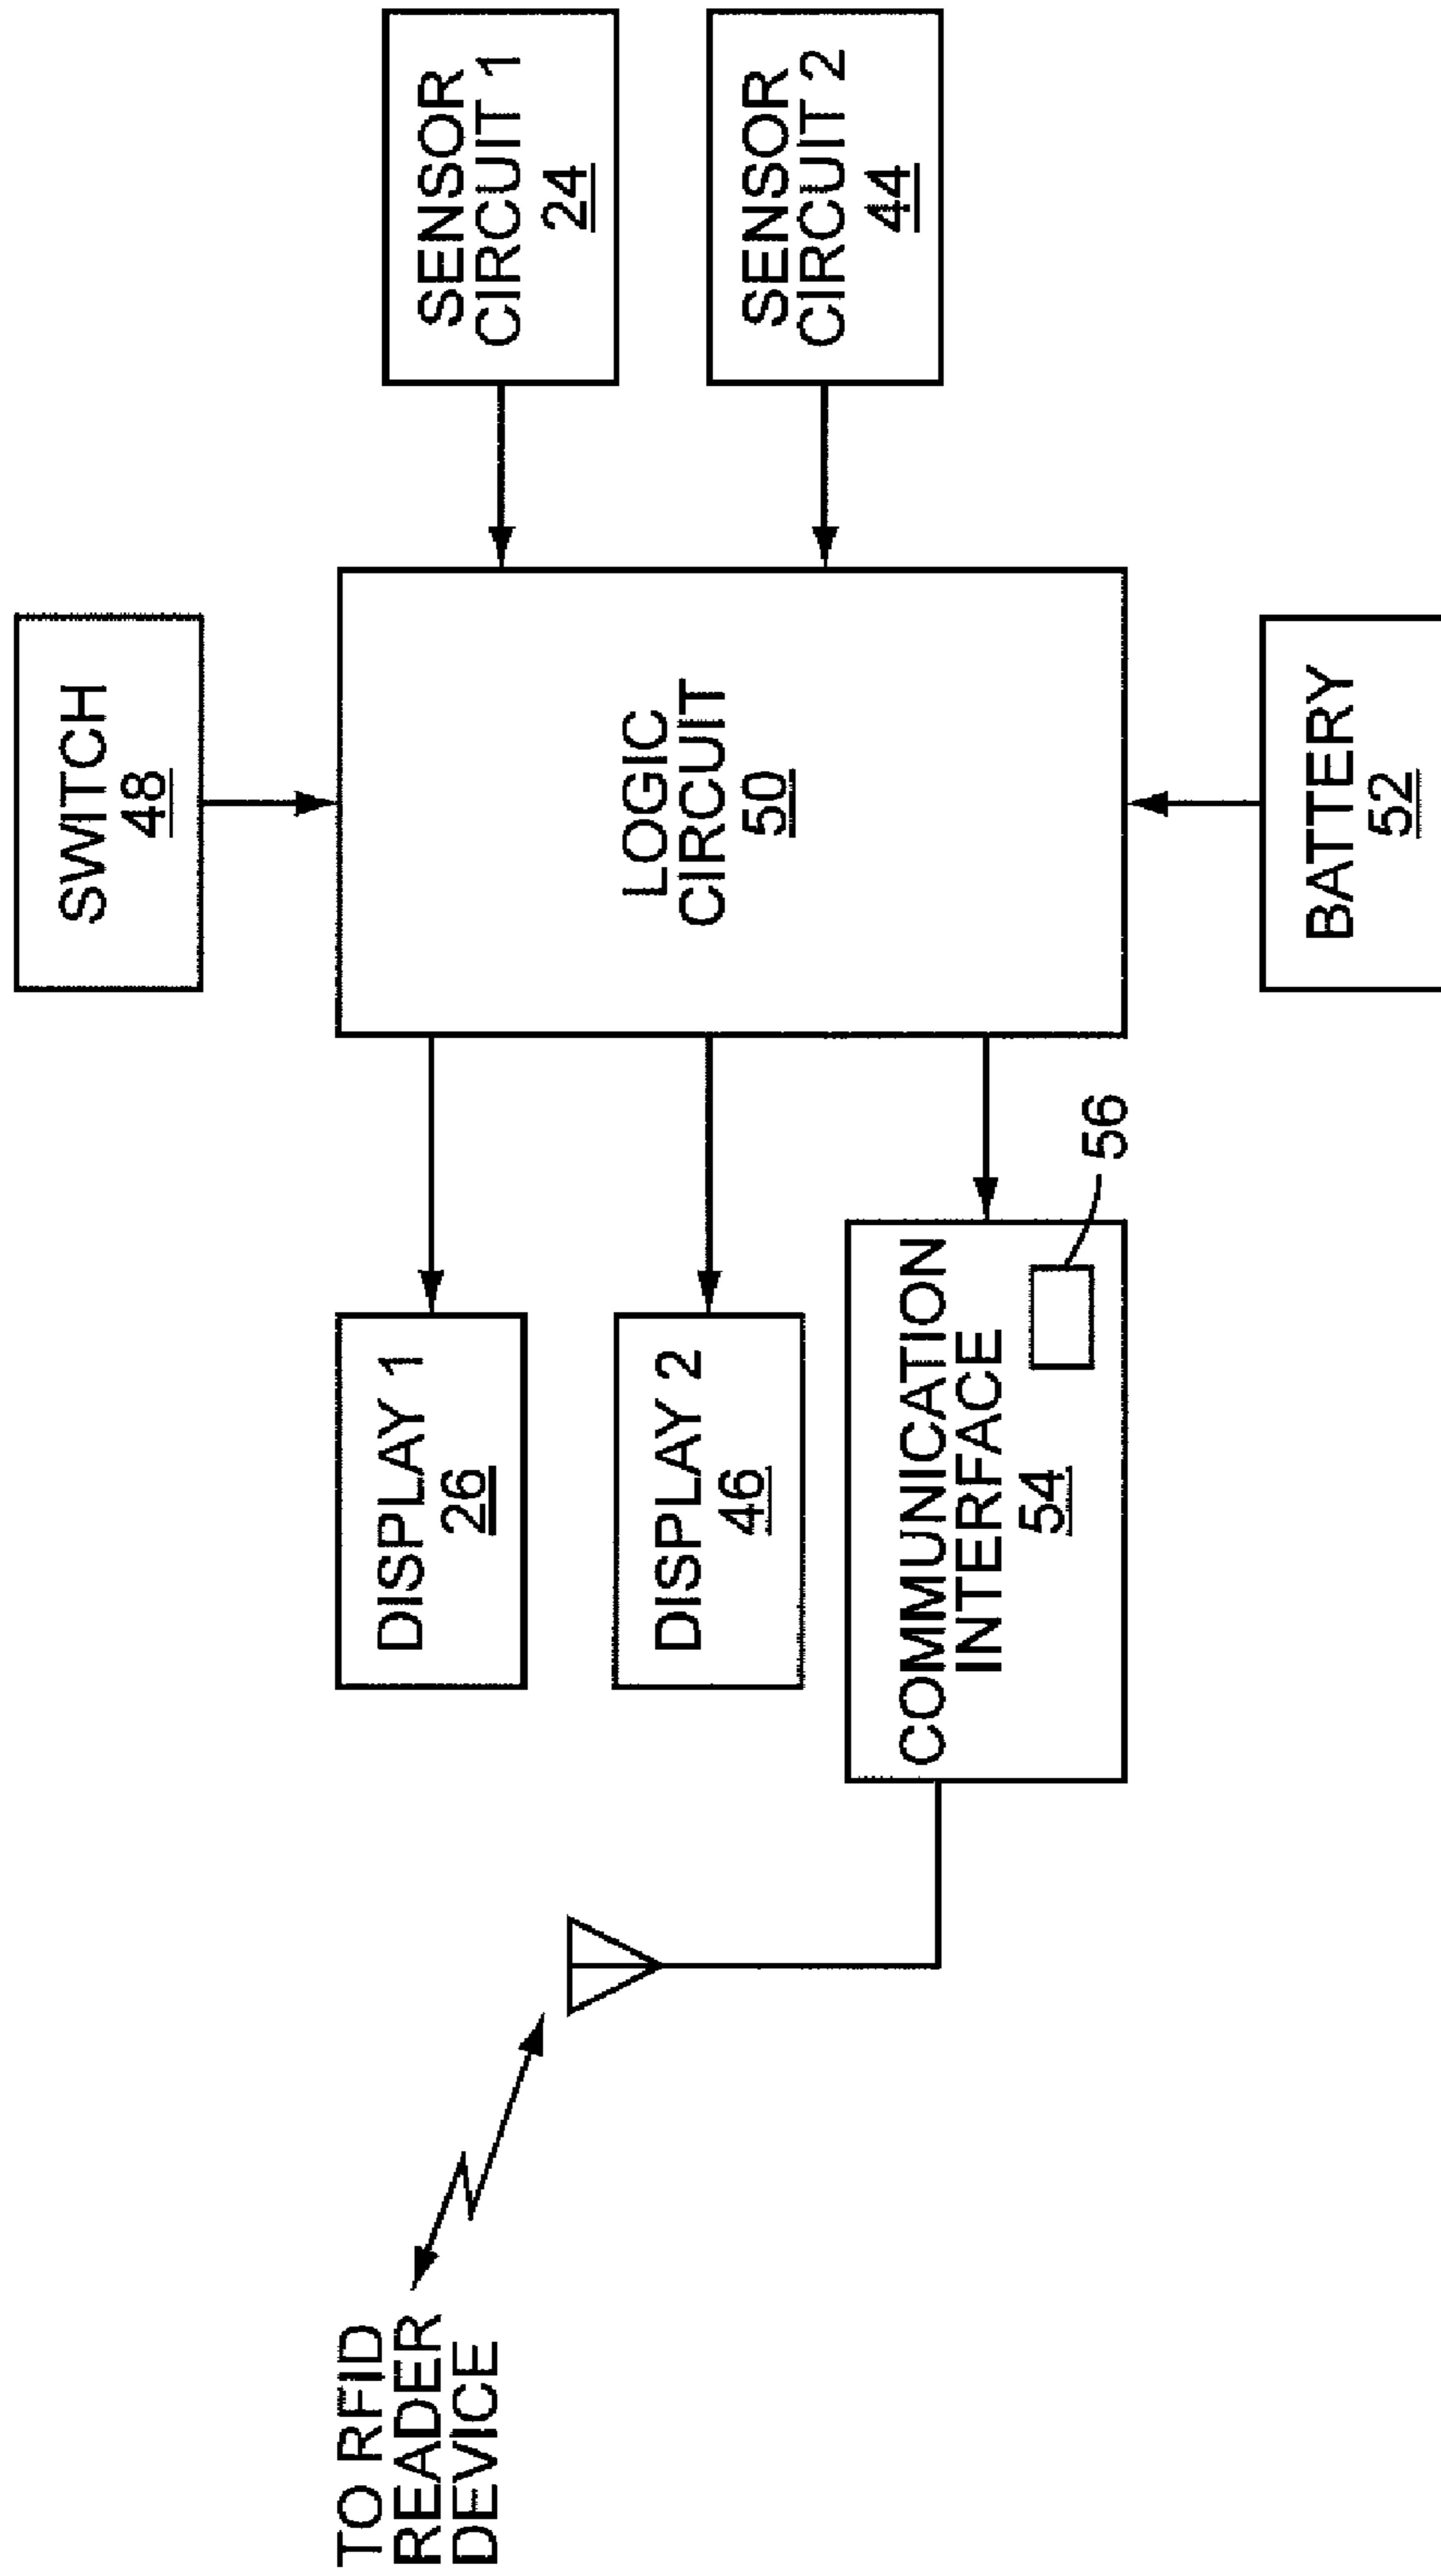 TO RFID
READER
DEVICE
DISPLAY 1
26
DISPLAY 2
46
COMMUNICATION
INTERFACE
54
56
SWITCH
48
LOGIC
CIRCUIT
50
BATTERY
52
SENSOR
CIRCUIT 1
24
SENSOR
CIRCUIT 2
44